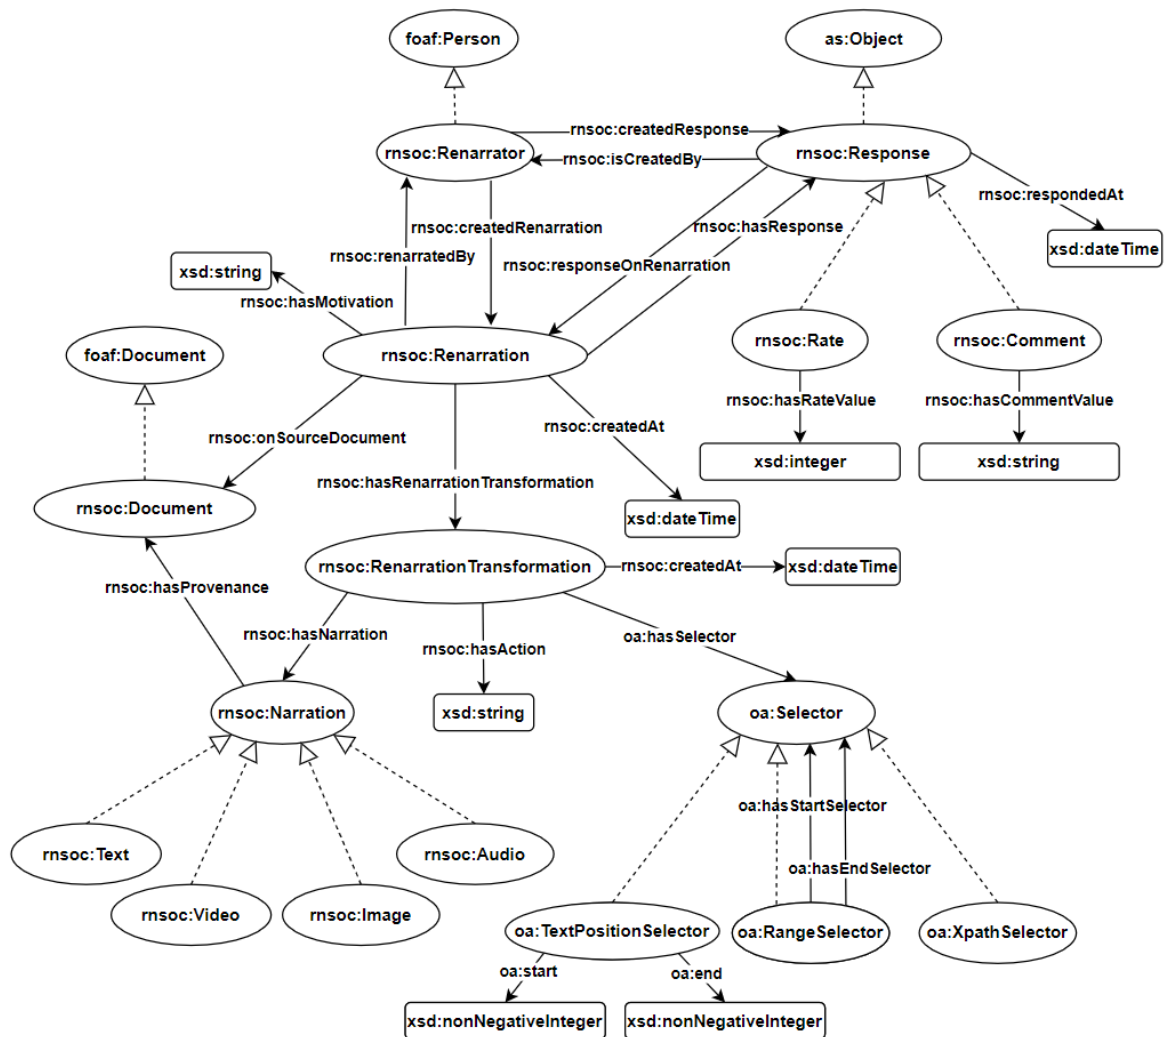 foaf:Person
as:Object
rnsoc:createdResponse
rnsoc:Renarrator
rnsoc:isCreatedBy
rnsoc:Response
rnsoc:respondedAt
rnsoc:createdRenarration
rnsoc:hasResponse
xsd:dateTime
rnsoc:renarratedBy
rnsoc:responseOnRenarration
xsd:string
rnsoc:hasMotivation
foaf:Document
rnsoc:Renarration
rnsoc:Rate
rnsoc:Comment
rnsoc:hasRateValue
rnsoc:hasCommentValue
rnsoc:onSourceDocument
rnsoc:createdAt
xsd:integer
xsd:string
rnsoc:hasRenarrationTransformation
rnsoc:Document
xsd:dateTime
rnsoc:RenarrationTransformation
rnsoc:createdAt
xsd:dateTime
rnsoc:hasProvenance
rnsoc:hasNarration
rnsoc:hasAction
oa:hasSelector
rnsoc:Narration
xsd:string
oa:Selector
oa:hasStartSelector
rnsoc:Text
rnsoc:Audio
oa:hasEndSelector
rnsoc:Video
rnsoc:Image
oa:TextPositionSelector
oa:RangeSelector
oa:XpathSelector
oa:start
oa:end
xsd:nonNegativeInteger
xsd:nonNegativeInteger